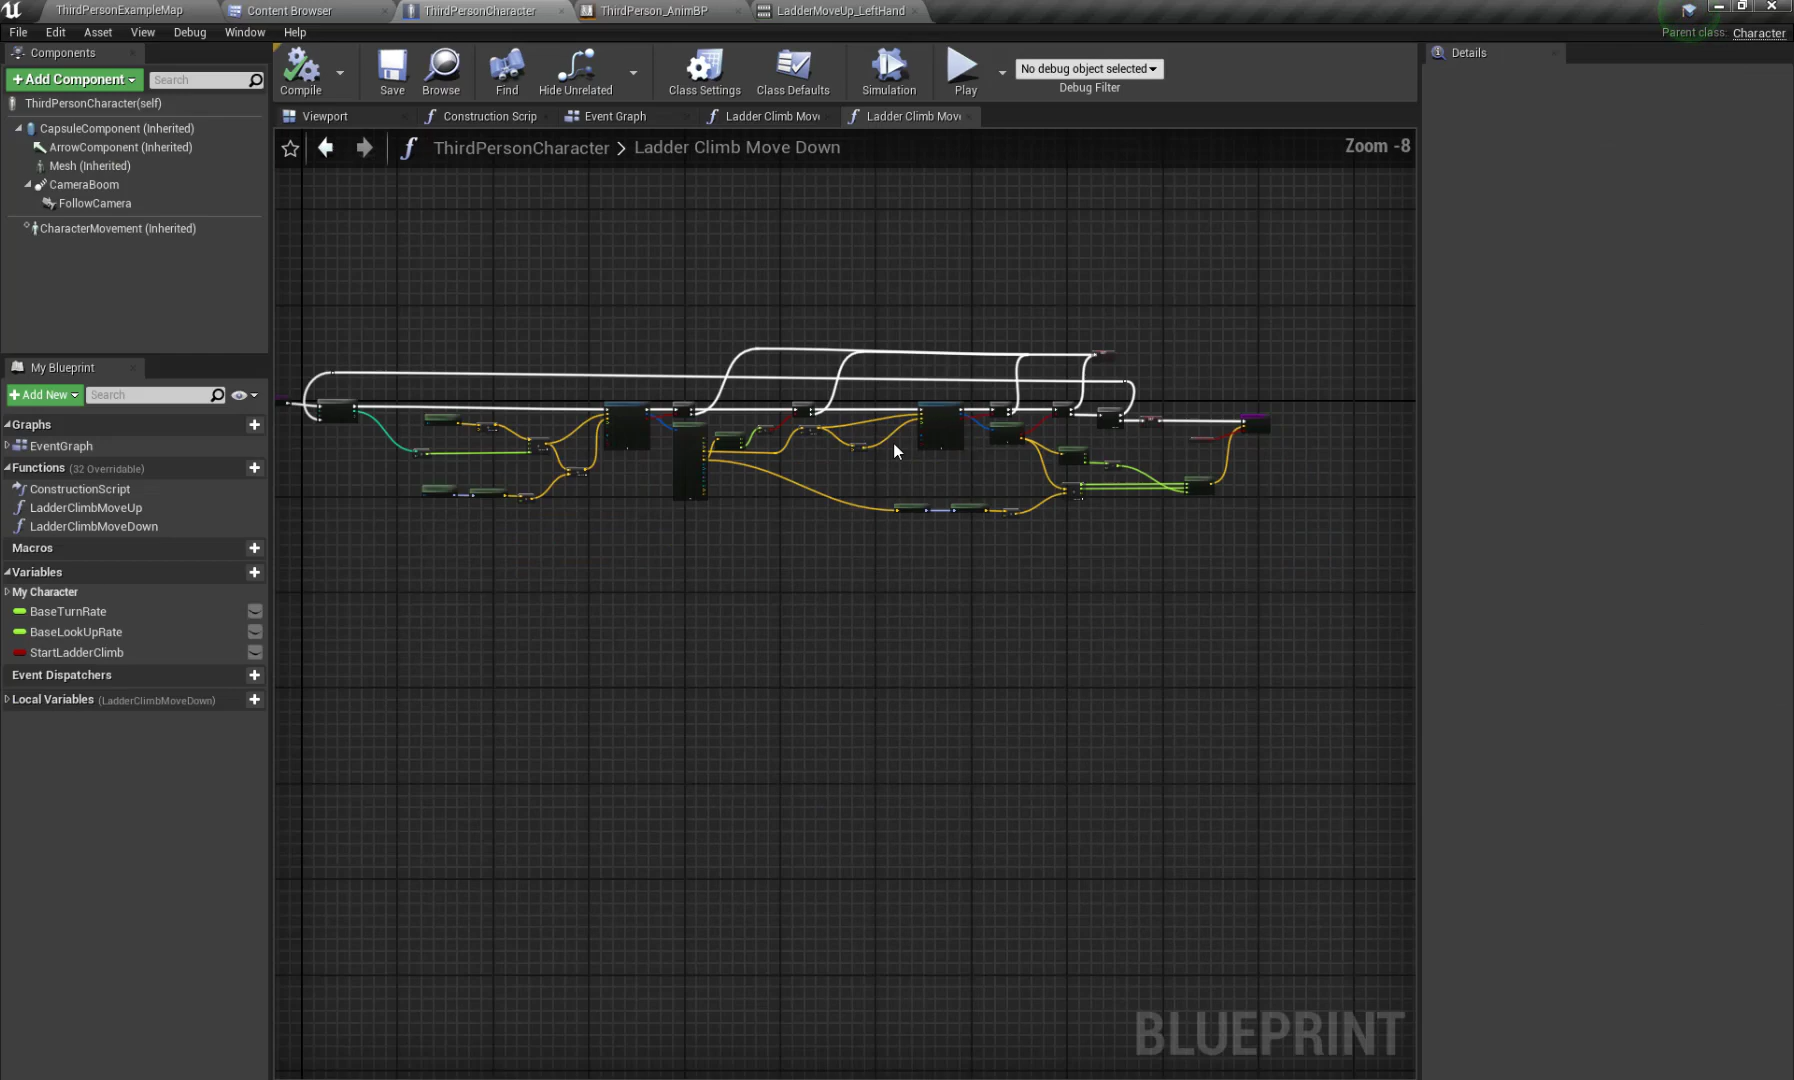 ThirdPersonExampleMap
Content Browser
ThirdPersonCharacter
ThirdPerson_AnimBP
LadderMoveUp_LeftHand
File Edit Asset View Debug Window Help
Parent class: Character
Components
+Add Component
Search
ThirdPersonCharacter(self)
CapsuleComponent (Inherited)
ArrowComponent (Inherited)
Mesh (Inherited)
CameraBoom
FollowCamera
CharacterMovement (Inherited)
My Blueprint
+Add New
Search
Graphs
EventGraph
Functions (32 Overridable)
ConstructionScript
LadderClimbMoveUp
LadderClimbMoveDown
Macros
Variables
My Character
BaseTurnRate
BaseLookUpRate
StartLadderClimb
Event Dispatchers
Local Variables (LadderClimbMoveDown)
Compile
Save
Browse
Find
Hide Unrelated
Class Settings
Class Defaults
Simulation
Play
No debug object selected
Debug Filter
Viewport
Construction Scrip
Event Graph
Ladder Climb Mov
Ladder Climb Mov
ThirdPersonCharacter > Ladder Climb Move Down
Zoom -8
BLUEPRINT
Details